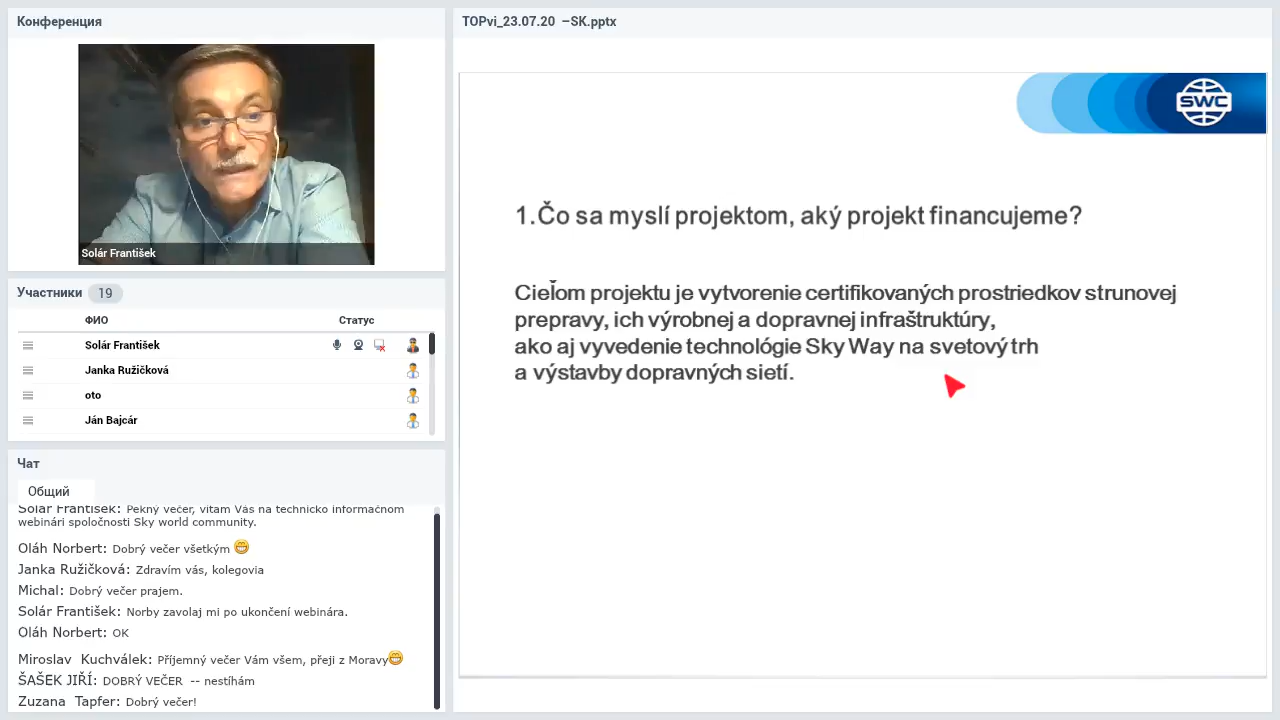 Конференция
Solár František
Участники 19
ФИО Статус
Solár František
Janka Ružičková
oto
Ján Bajcár
Чат
Общий
Solár František: Pekný večer, vítam Vás na technicko informačnom
webinári spoločnosti Sky world community.
Oláh Norbert: Dobrý večer všetkým
Janka Ružičková: Zdravím vás, kolegovia
Michal: Dobrý večer prajem.
Solár František: Norby zavolaj mi po ukončení webinára.
Oláh Norbert: OK
Miroslav Kuchválek: Příjemný večer Vám všem, přeji z Moravy
ŠAŠEK JIŘÍ: DOBRÝ VEČER -- nestíhám
Zuzana Tapfer: Dobrý večer!
TOPvi_23.07.20 –SK.pptx
SWC
1.Čo sa myslí projektom, aký projekt financujeme?
Cieľom projektu je vytvorenie certifikovaných prostriedkov strunovej
prepravy, ich výrobnej a dopravnej infraštruktúry,
ako aj vyvedenie technológie Sky Way na svetový trh
a výstavby dopravných sietí.